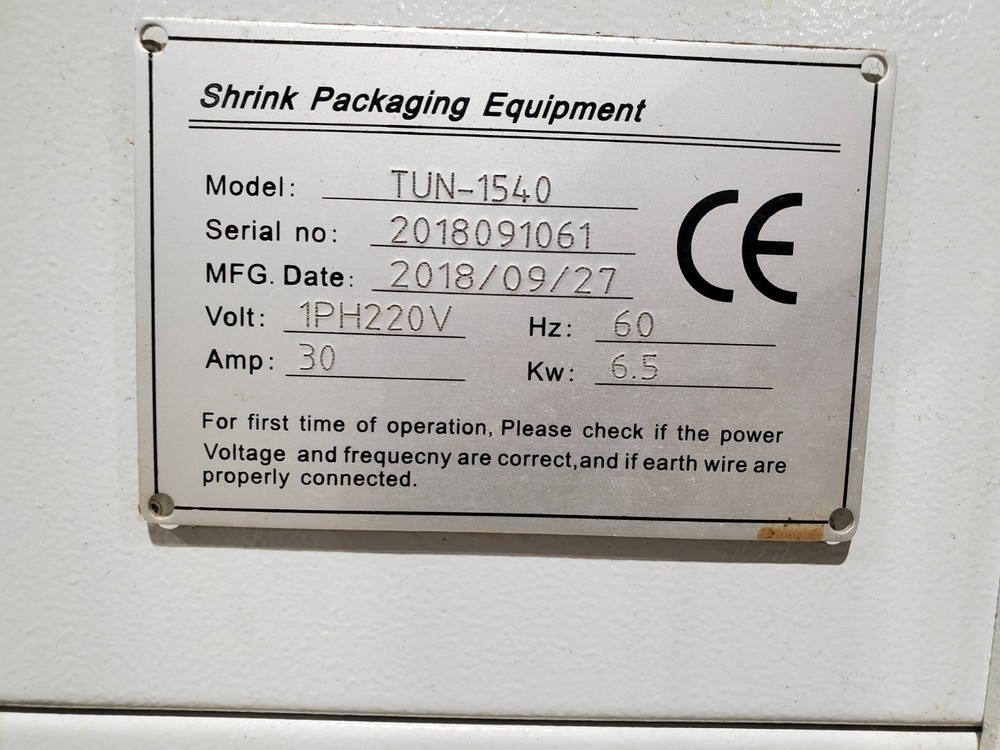 Shrink Packaging Equipment
Model: TUN-1540
Serial no: 2018091061
MFG. Date: 2018/09/27
Volt: 1PH220V Hz: 60
Amp: 30 Kw: 6.5
CE
For first time of operation, Please check if the power
Voltage and frequecny are correct,and if earth wire are
properly connected.